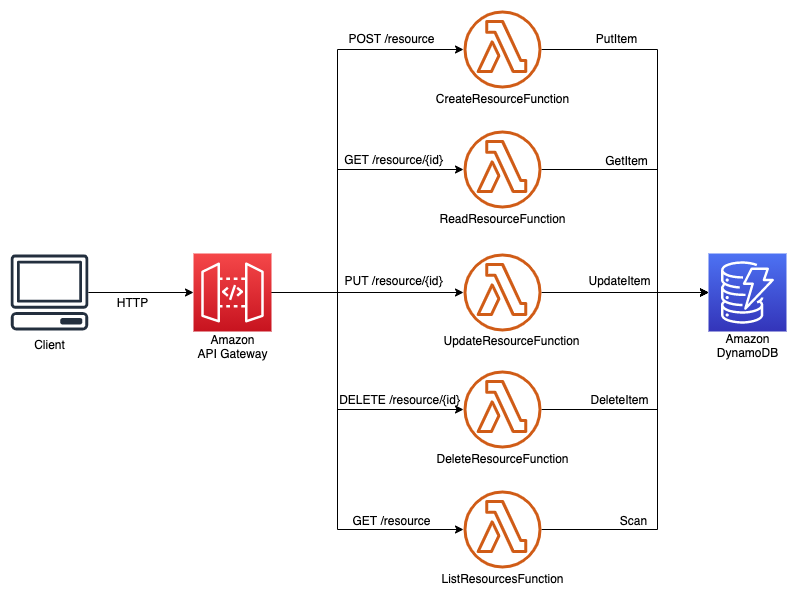 POST /resource
PutItem
CreateResourceFunction
GET /resource/{id}
GetItem
ReadResourceFunction
HTTP
Client
</>
Amazon
API Gateway
PUT /resource/{id}
UpdateItem
UpdateResourceFunction
Amazon
DynamoDB
DELETE /resource/{id}
DeleteItem
DeleteResourceFunction
GET /resource
Scan
ListResourcesFunction